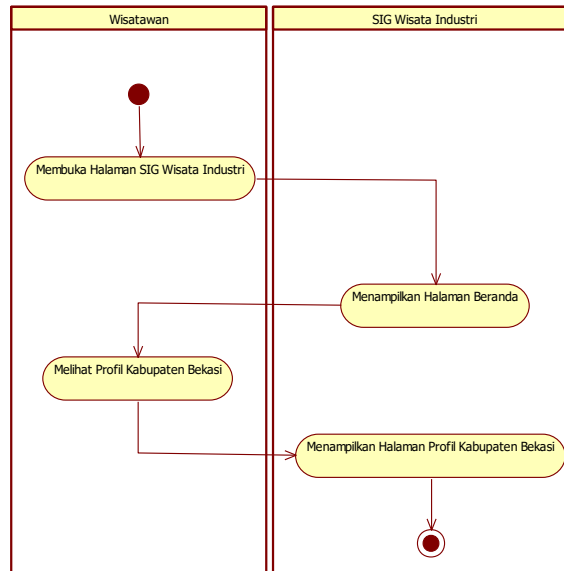 Wisatawan
SIG Wisata Industri
Membuka Halaman SIG Wisata Industri
Menampilkan Halaman Beranda
Melihat Profil Kabupaten Bekasi
Menampilkan Halaman Profil Kabupaten Bekasi